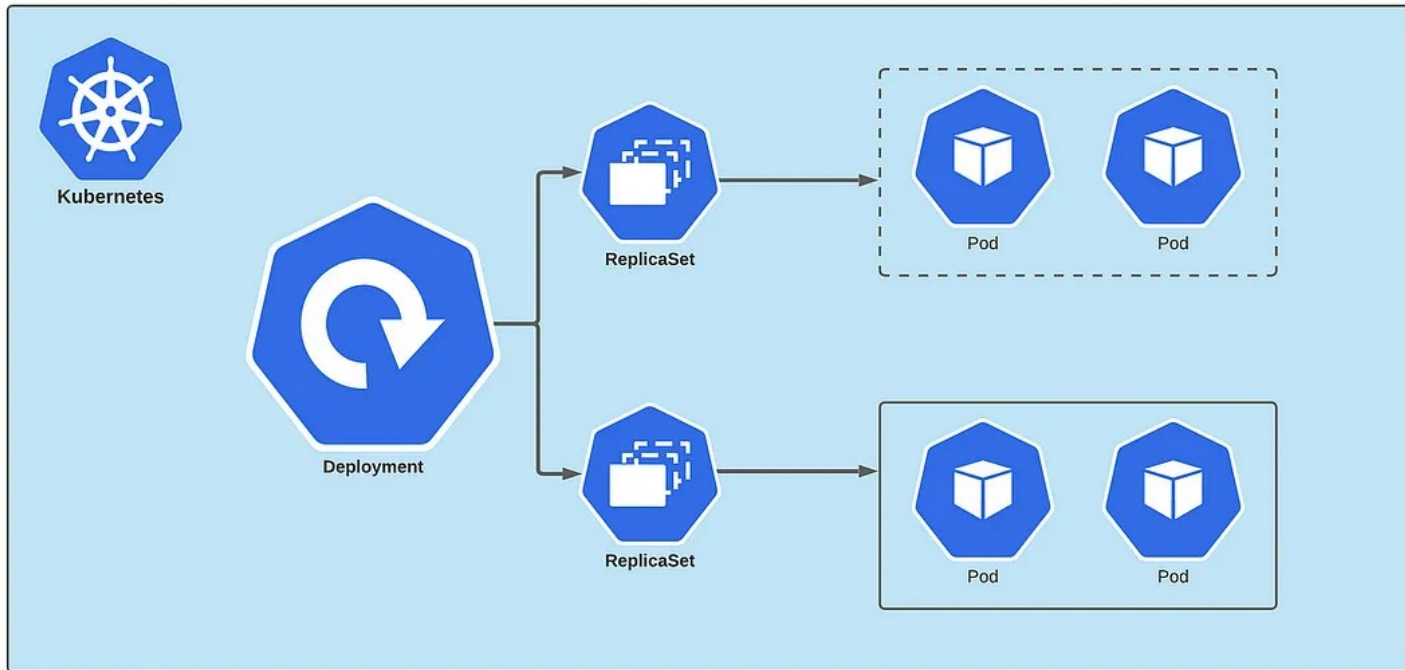 Kubernetes
Deployment
ReplicaSet
Pod
Pod
ReplicaSet
Pod
Pod